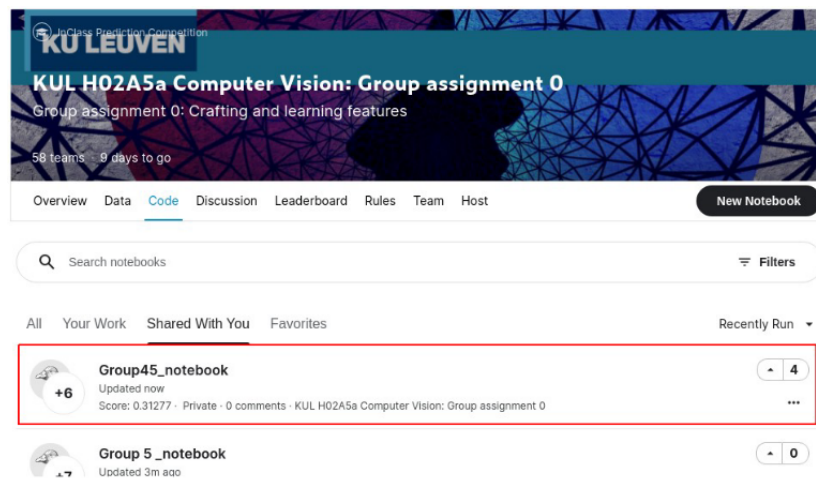 InClass Prediction Competition
KU LEUVEN
KUL H02A5a Computer Vision: Group assignment 0
Group assignment 0: Crafting and learning features
58 teams · 9 days to go
Overview Data Code Discussion Leaderboard Rules Team Host New Notebook
Search notebooks Filters
All Your Work Shared With You Favorites Recently Run
Group45_notebook
+6 Updated now 4
Score: 0.31277 · Private · 0 comments · KUL H02A5a Computer Vision: Group assignment 0
Group 5 _notebook 0
+7 Updated 3m ago